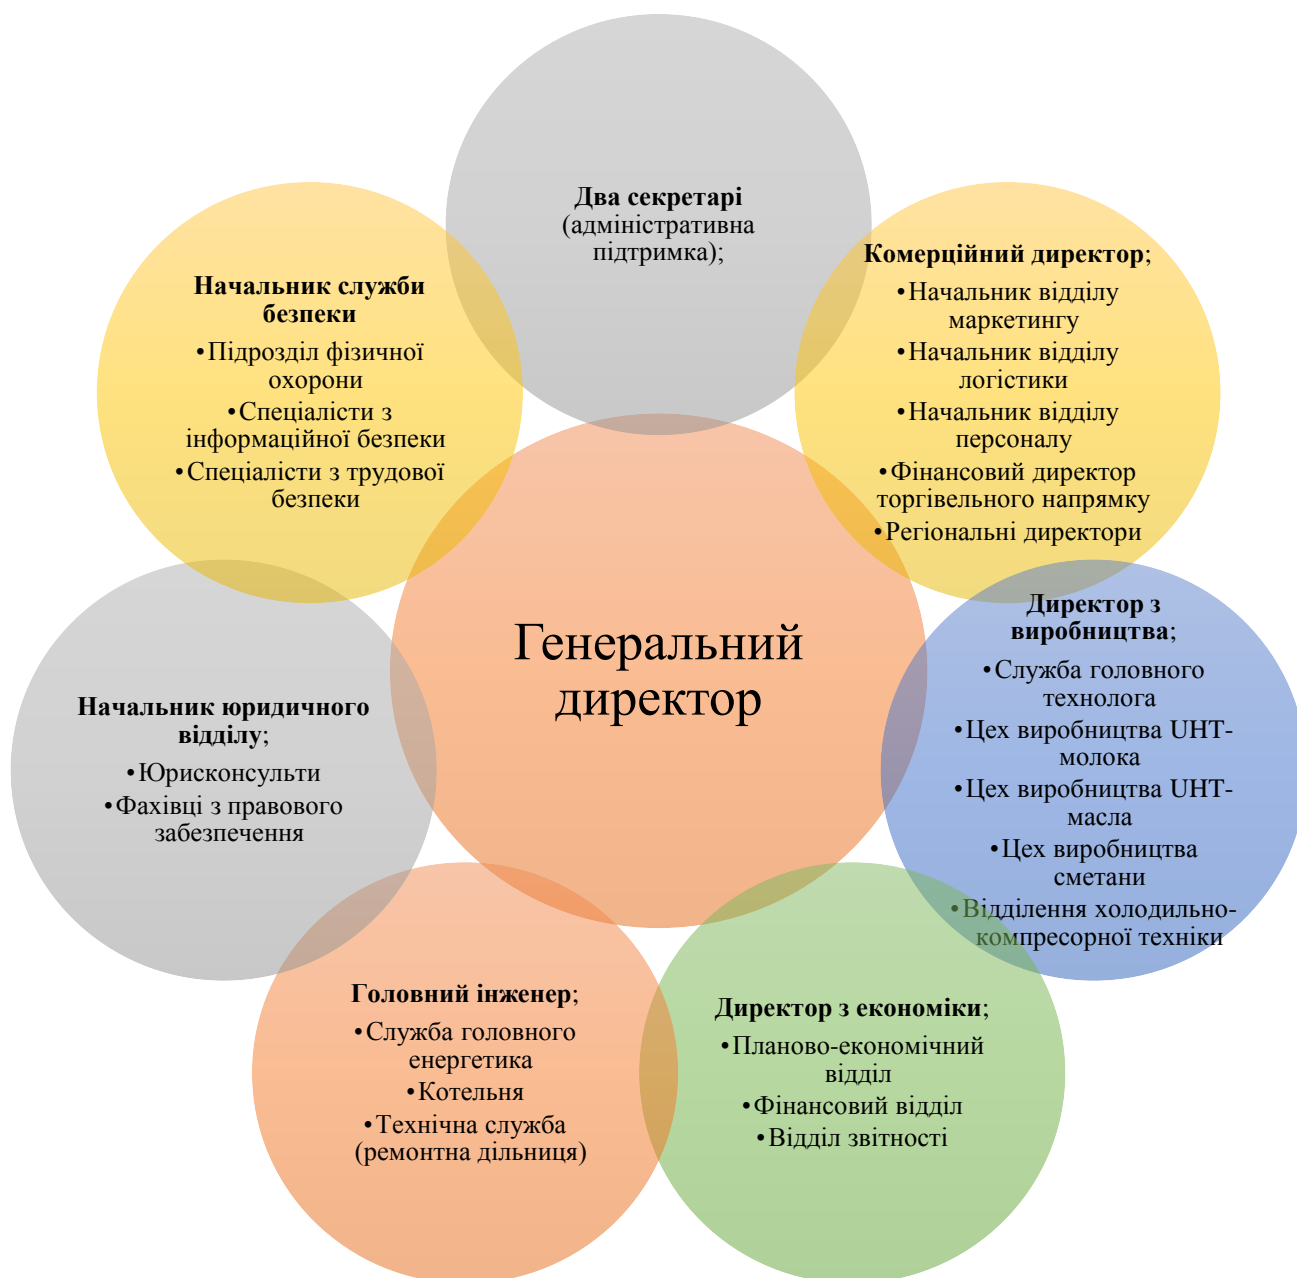 Два секретарі
(адміністративна
підтримка);
Комерційний директор;
•Начальник відділу
маркетингу
•Начальник відділу
логістики
•Начальник відділу
персоналу
•Фінансовий директор
торгівельного напрямку
•Регіональні директори
Директор з
виробництва;
•Служба головного
технолога
•Цех виробництва UHT-
молока
•Цех виробництва UHT-
масла
•Цех виробництва
сметани
•Відділення холодильно-
компресорної техніки
Директор з економіки;
•Планово-економічний
відділ
•Фінансовий відділ
•Відділ звітності
Головний інженер;
•Служба головного
енергетика
•Котельня
•Технічна служба
(ремонтна дільниця)
Начальник юридичного
відділу;
•Юрисконсульти
•Фахівці з правового
забезпечення
Начальник служби
безпеки
•Підрозділ фізичної
охорони
•Спеціалісти з
інформаційної безпеки
•Спеціалісти з трудової
безпеки
Генеральний
директор